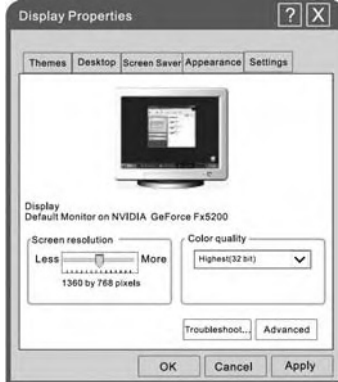 Display Properties ? X
Themes Desktop Screen Saver Appearance Settings
Display
Default Monitor on NVIDIA GeForce Fx5200
Screen resolution
Less More
1360 by 768 pixels
Color quality
Highest(32 bit)
Troubleshoot... Advanced
OK Cancel Apply